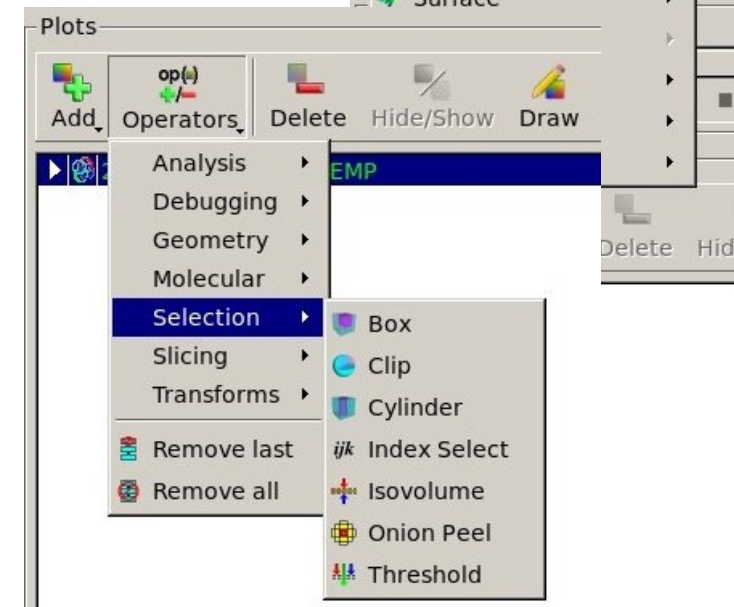 Surface
Plots
op(=)
+/−
Add Operators Delete Hide/Show Draw
EMP
Analysis
Debugging
Geometry
Molecular
Selection
Slicing
Transforms
Remove last
Remove all
Box
Clip
Cylinder
ijk Index Select
Isovolume
Onion Peel
Threshold
Delete Hid